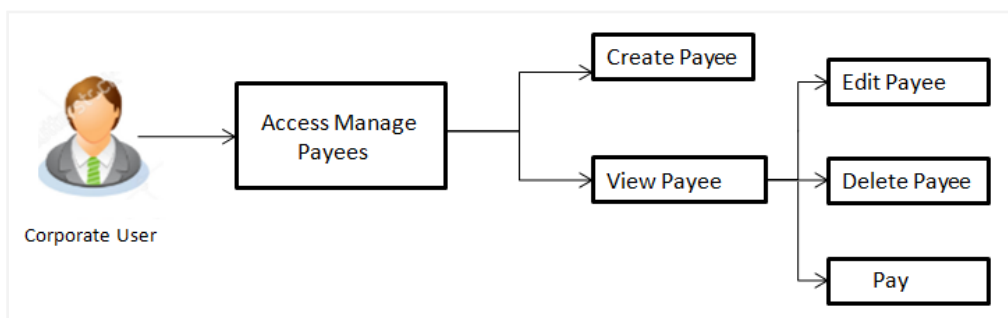 Create Payee
Edit Payee
Access Manage
Payees
View Payee
Delete Payee
Corporate User
Pay